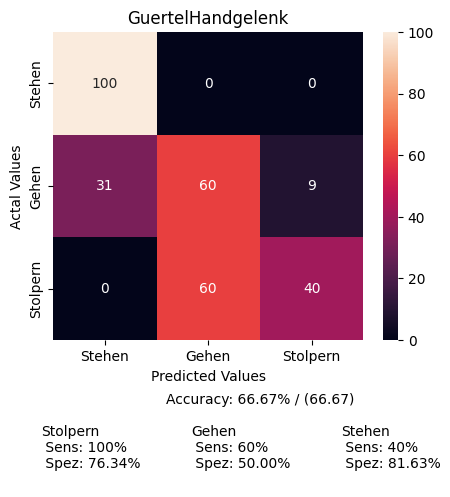 GuertelHandgelenk
Actal Values
Stehen
Gehen
Stolpern
100 0 0
31 60 9
0 60 40
100
80
60
40
20
0
Stehen Gehen Stolpern
Predicted Values
Accuracy: 66.67% / (66.67)
Stolpern Gehen Stehen
Sens: 100% Sens: 60% Sens: 40%
Spez: 76.34% Spez: 50.00% Spez: 81.63%